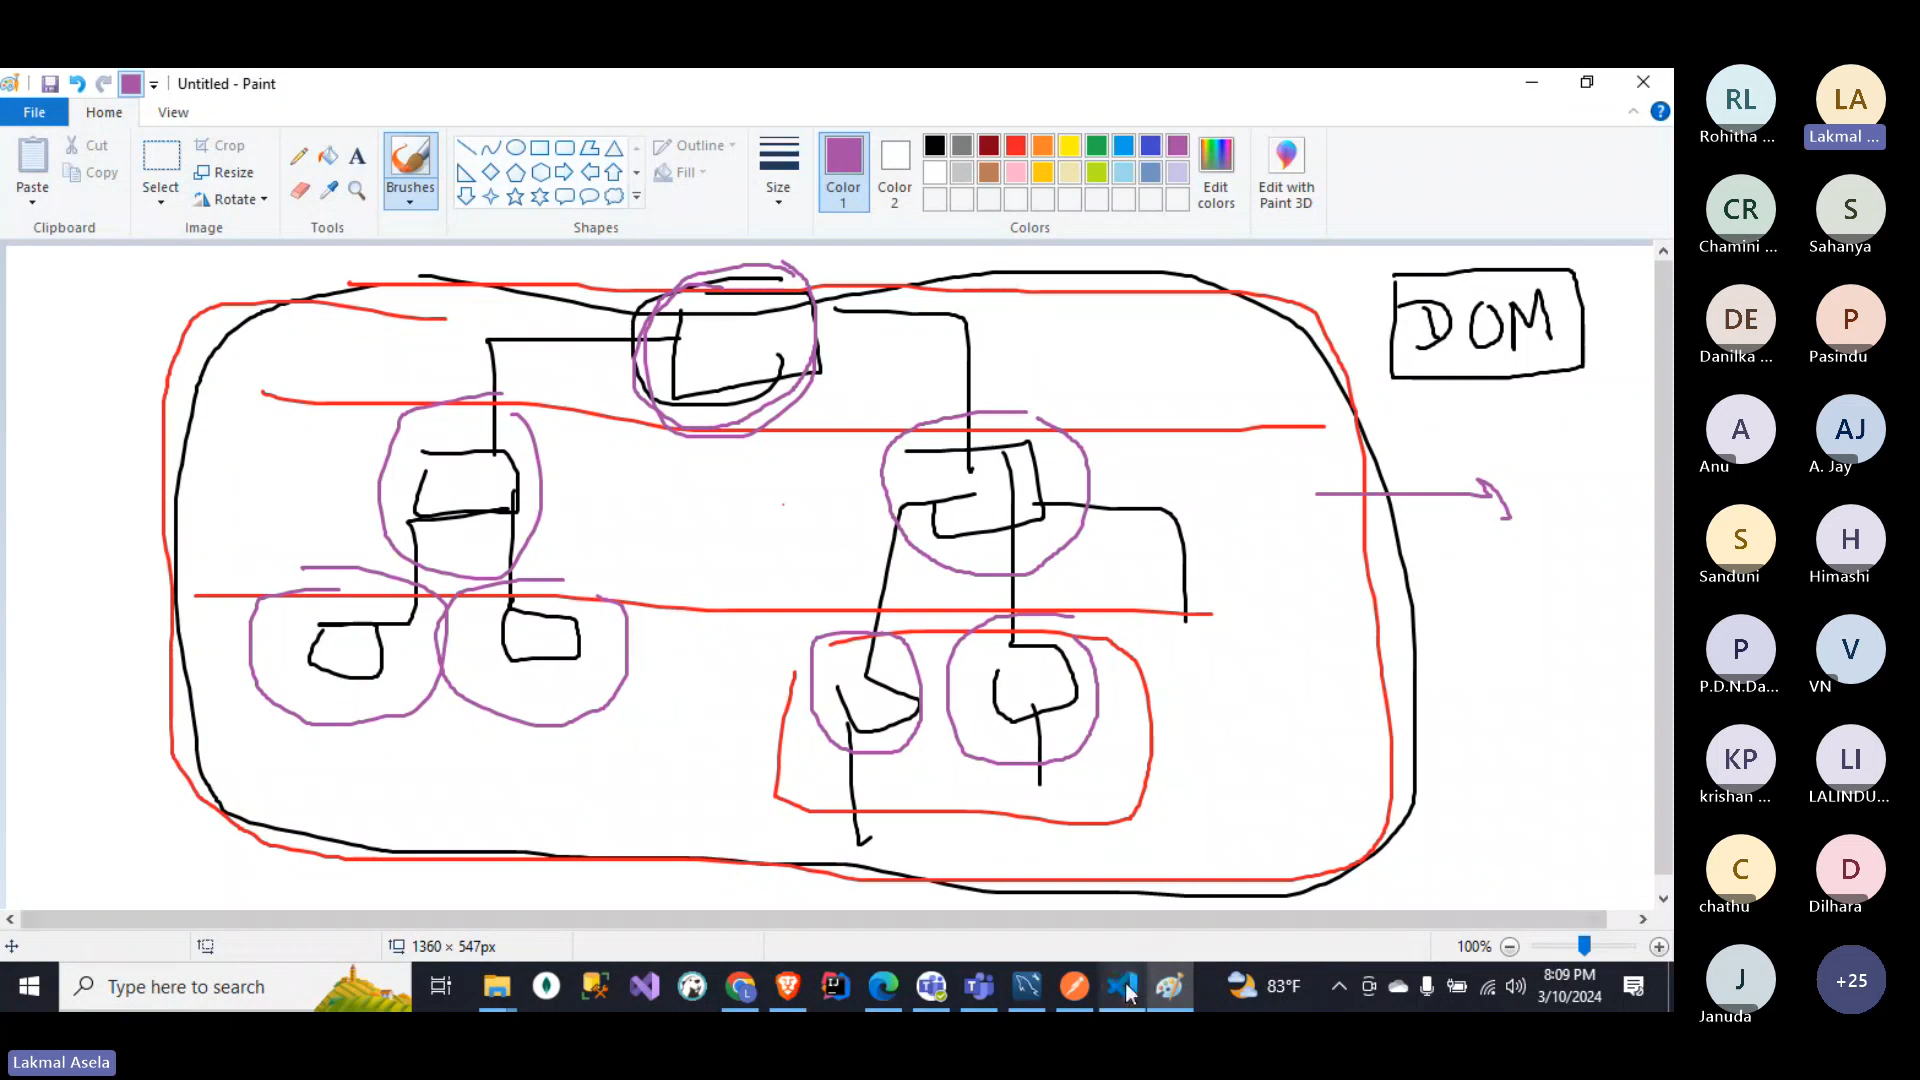 Untitled - Paint
File Home View
Paste
Cut
Copy
Clipboard
Select
Crop
Resize
Rotate
Image
Tools
Brushes
Shapes
Outline
Fill
Size
Color 1
Color 2
Edit colors
Edit with Paint 3D
Colors
DOM
1360 × 547px
100%
Type here to search
83°F
8:09 PM
3/10/2024
RL
Rohitha ...
LA
Lakmal ...
CR
Chamini ...
S
Sahanya
DE
Danilka ...
P
Pasindu
A
Anu
AJ
A. Jay
S
Sanduni
H
Himashi
P
P.D.N.Da...
V
VN
KP
krishan ...
LI
LALINDU...
C
chathu
D
Dilhara
J
Januda
+25
Lakmal Asela